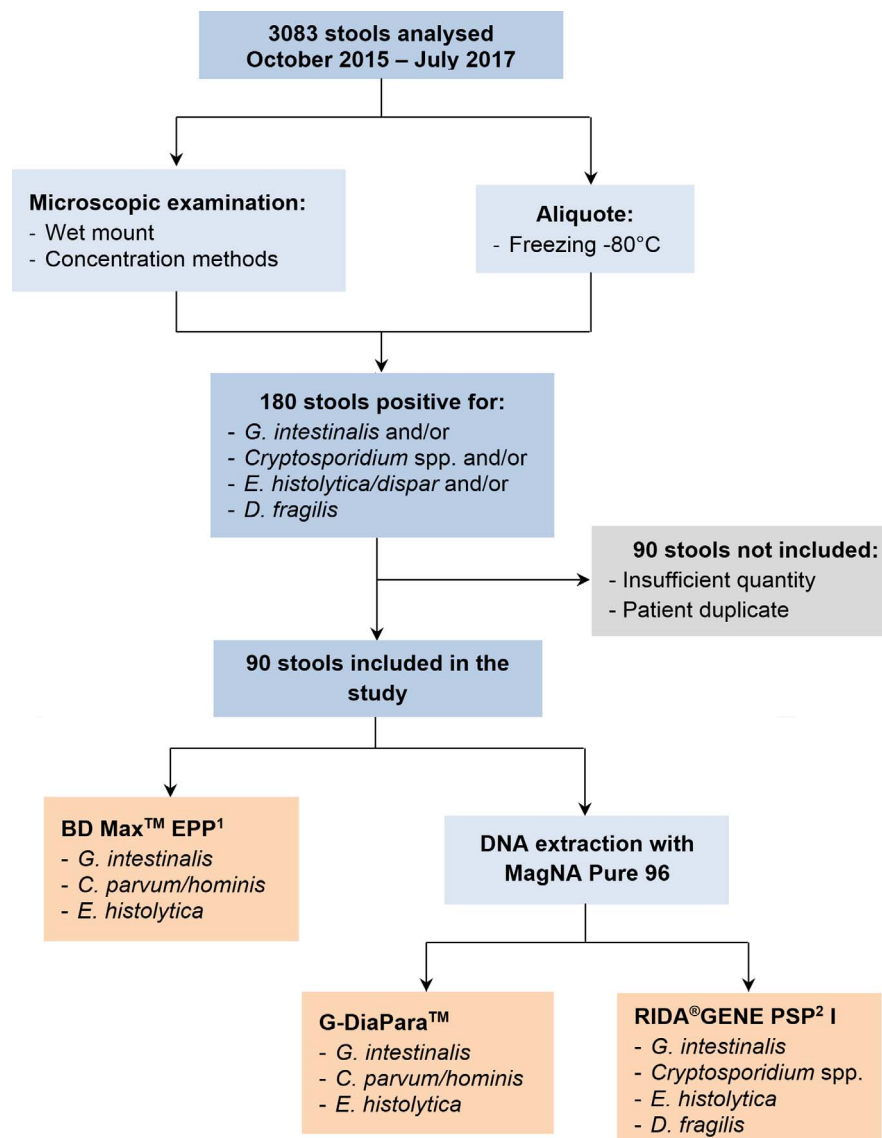 3083 stools analysed
October 2015 – July 2017
Microscopic examination:
- Wet mount
- Concentration methods
Aliquote:
- Freezing -80°C
180 stools positive for:
- G. intestinalis and/or
- Cryptosporidium spp. and/or
- E. histolytica/dispar and/or
- D. fragilis
90 stools not included:
- Insufficient quantity
- Patient duplicate
90 stools included in the
study
BD Max™ EPP¹
- G. intestinalis
- C. parvum/hominis
- E. histolytica
DNA extraction with
MagNA Pure 96
G-DiaPara™
- G. intestinalis
- C. parvum/hominis
- E. histolytica
RIDA®GENE PSP² I
- G. intestinalis
- Cryptosporidium spp.
- E. histolytica
- D. fragilis